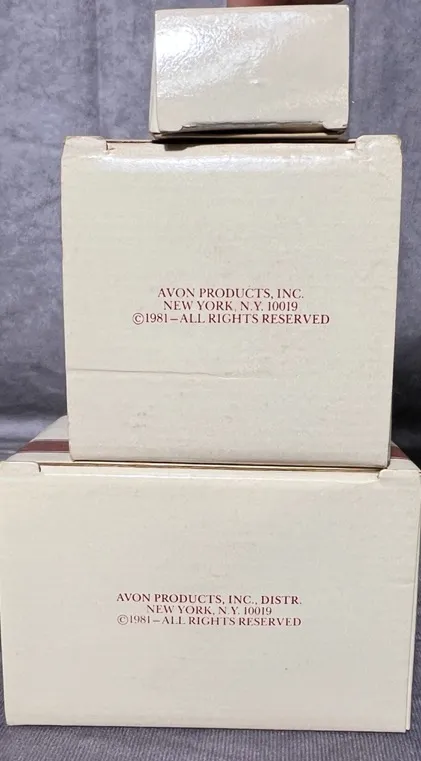 AVON PRODUCTS, INC.
NEW YORK, N.Y. 10019
©1981–ALL RIGHTS RESERVED
AVON PRODUCTS, INC., DISTR.
NEW YORK, N.Y. 10019
©1981–ALL RIGHTS RESERVED